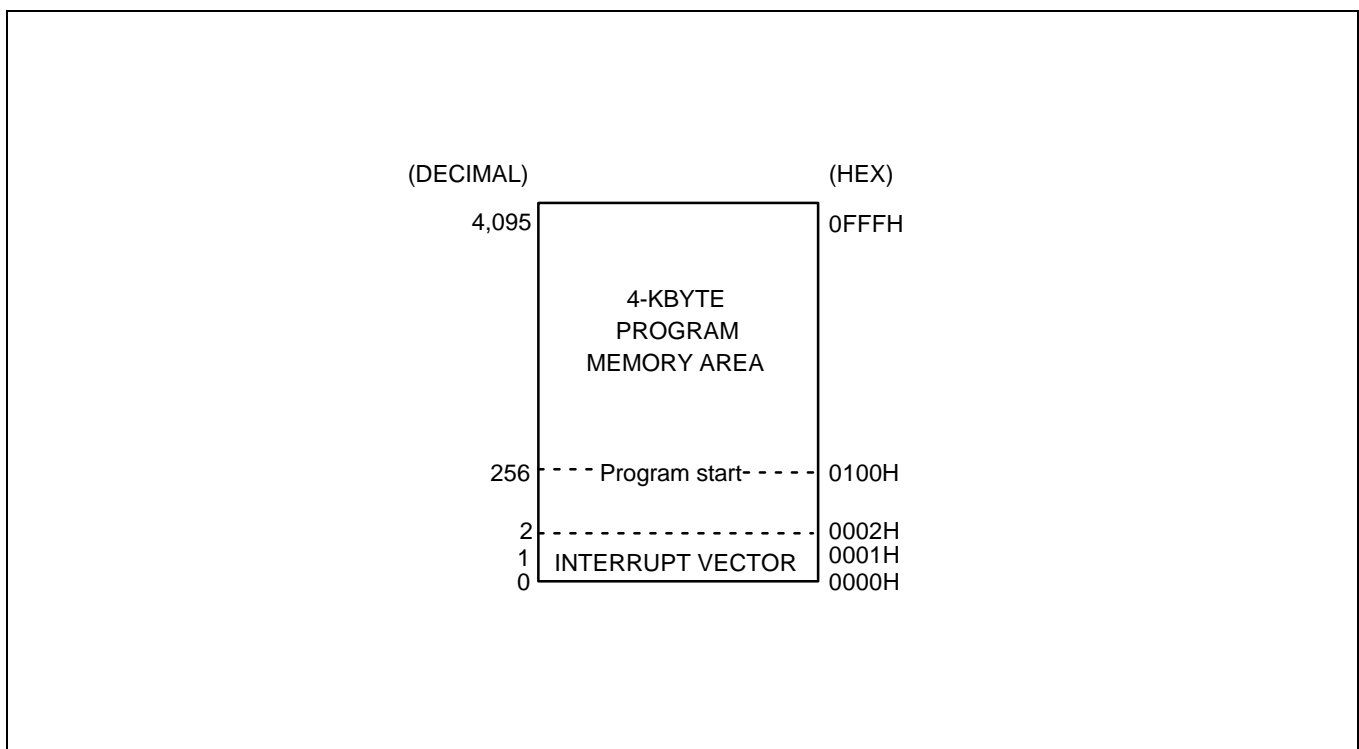 (DECIMAL) (HEX)
4,095 0FFFH
4-KBYTE
PROGRAM
MEMORY AREA
256 Program start 0100H
2 0002H
1 INTERRUPT VECTOR 0001H
0 0000H